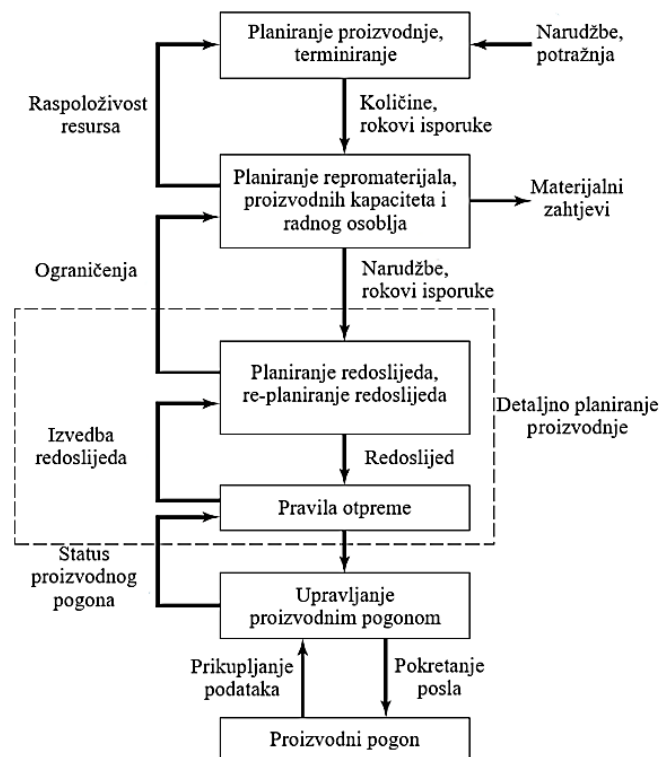 Planiranje proizvodnje,
terminiranje
Narudžbe,
potražnja
Raspoloživost
resursa
Količine,
rokovi isporuke
Planiranje repromaterijala,
proizvodnih kapaciteta i
radnog osoblja
Materijalni
zahtjevi
Ograničenja
Narudžbe,
rokovi isporuke
Planiranje redoslijeda,
re-planiranje redoslijeda
Detaljno planiranje
proizvodnje
Izvedba
redoslijeda
Redoslijed
Pravila otpreme
Status
proizvodnog
pogona
Upravljanje
proizvodnim pogonom
Prikupljanje
podataka
Pokretanje
posla
Proizvodni pogon